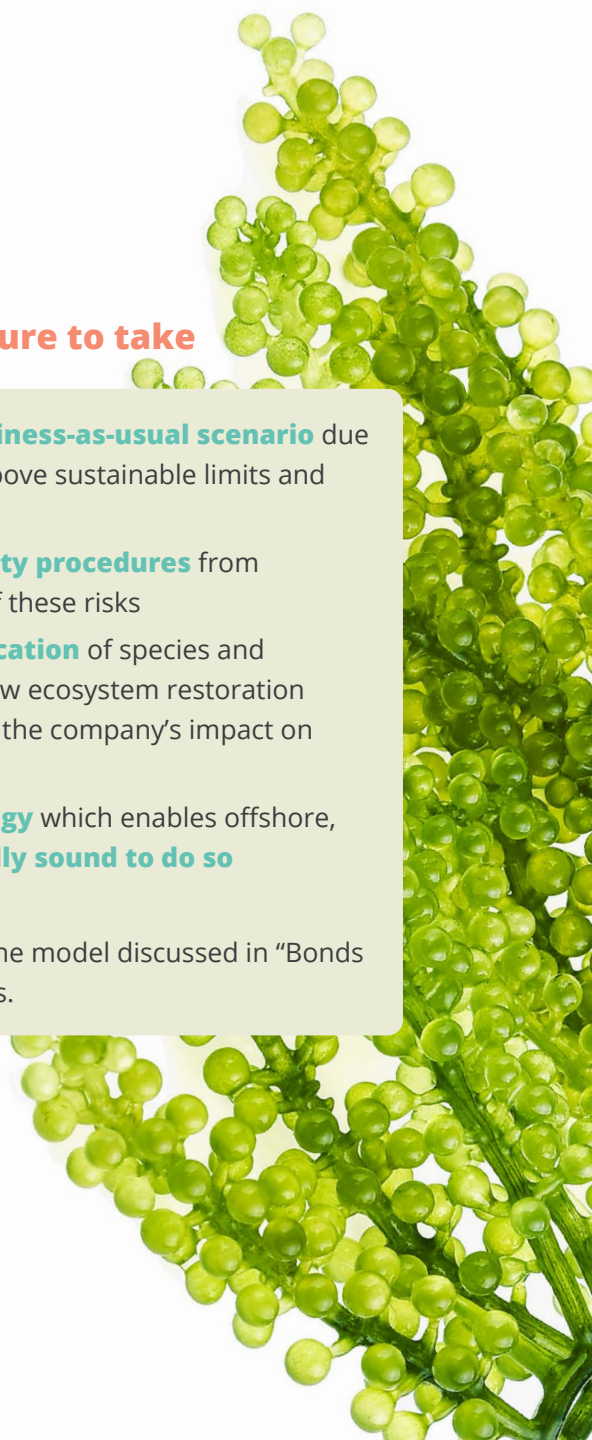 ure to take
iness-as-usual scenario due
ove sustainable limits and
ty procedures from
these risks
cation of species and
w ecosystem restoration
the company's impact on
gy which enables offshore,
lly sound to do so
ne model discussed in “Bonds
s.